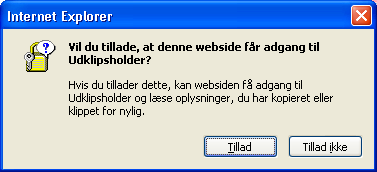 Internet Explorer
Vil du tillade, at denne webside får adgang til
Udklipsholder?
Hvis du tillader dette, kan websiden få adgang til
Udklipsholder og læse oplysninger, du har kopieret eller
klippet for nylig.
Tillad
Tillad ikke